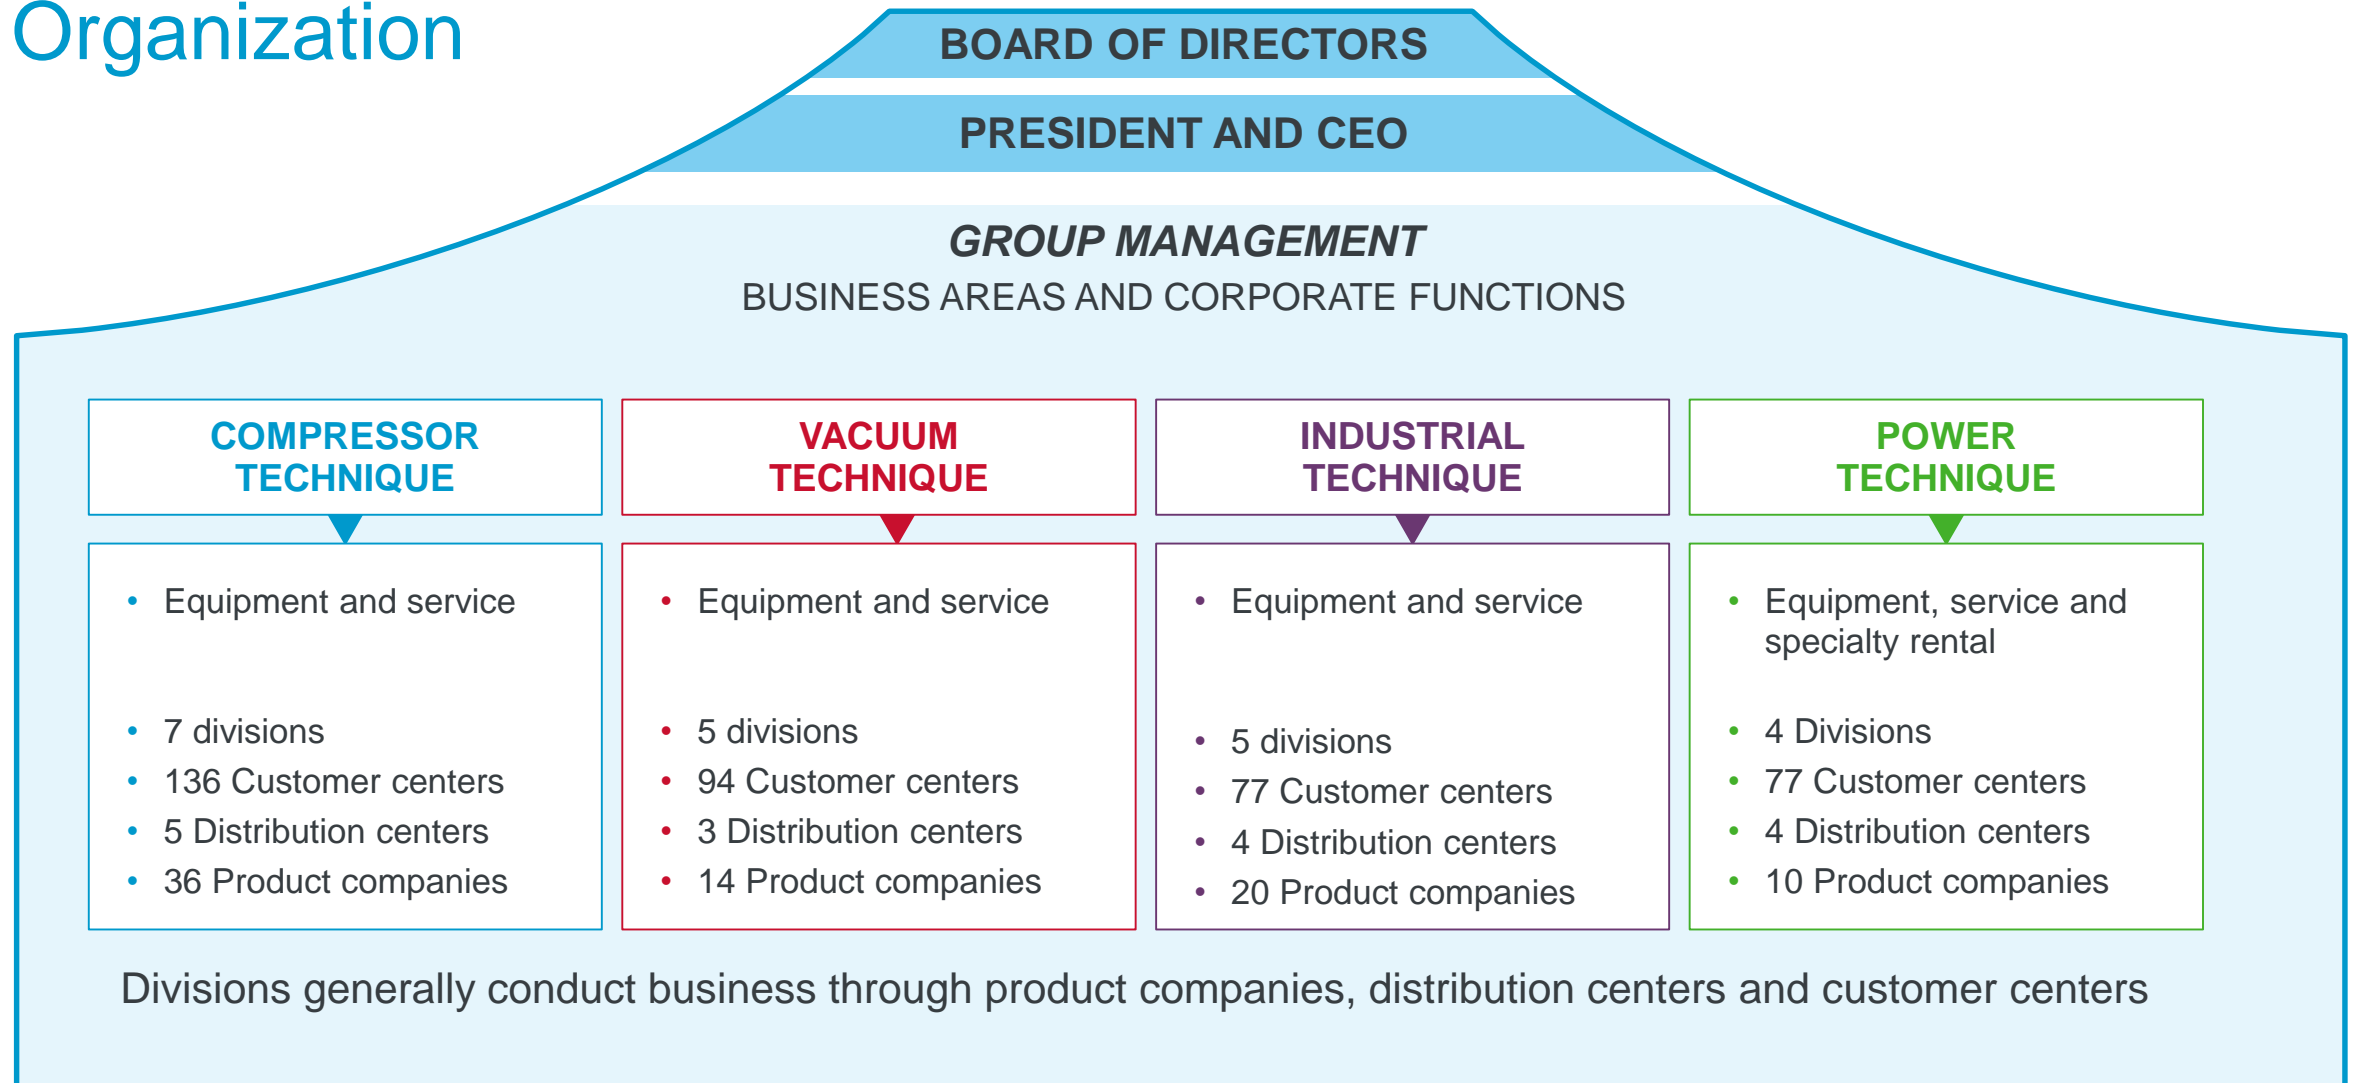 Organization
BOARD OF DIRECTORS
PRESIDENT AND CEO
GROUP MANAGEMENT
BUSINESS AREAS AND CORPORATE FUNCTIONS
COMPRESSOR
TECHNIQUE
• Equipment and service
• 7 divisions
• 136 Customer centers
• 5 Distribution centers
• 36 Product companies
VACUUM
TECHNIQUE
• Equipment and service
• 5 divisions
• 94 Customer centers
• 3 Distribution centers
• 14 Product companies
INDUSTRIAL
TECHNIQUE
• Equipment and service
• 5 divisions
• 77 Customer centers
• 4 Distribution centers
• 20 Product companies
POWER
TECHNIQUE
• Equipment, service and
specialty rental
• 4 Divisions
• 77 Customer centers
• 4 Distribution centers
• 10 Product companies
Divisions generally conduct business through product companies, distribution centers and customer centers